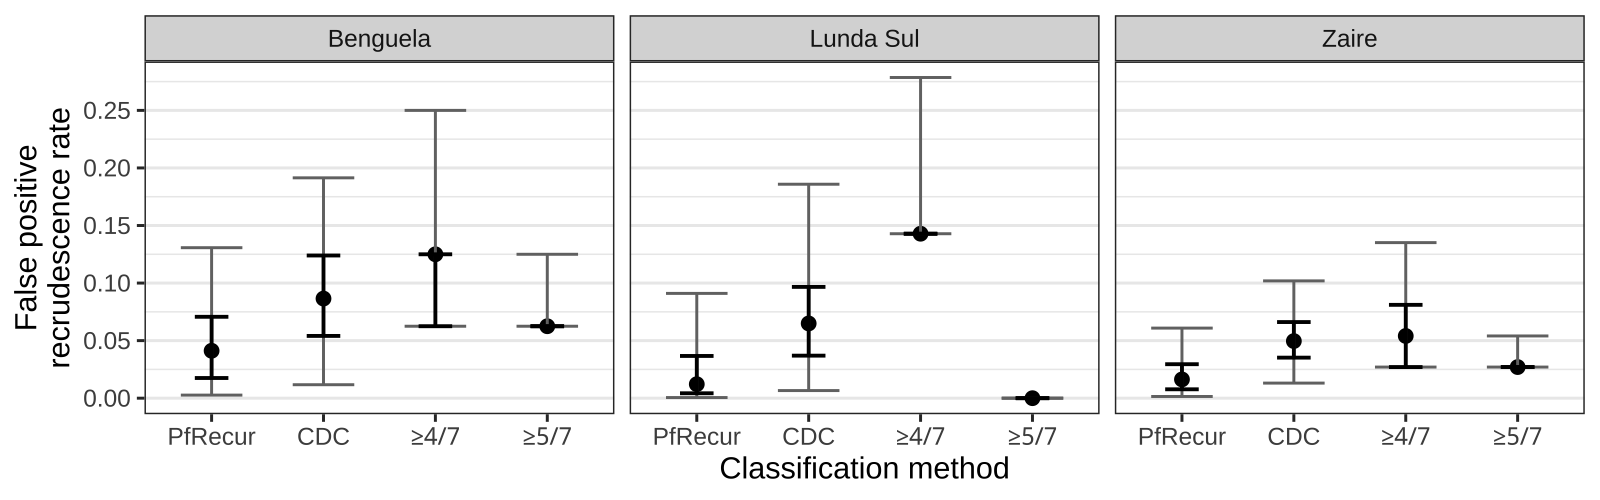 Benguela
Lunda Sul
Zaire
False positive
recrudescence rate
0.25
0.20
0.15
0.10
0.05
0.00
PfRecur CDC ≥4/7 ≥5/7
PfRecur CDC ≥4/7 ≥5/7
PfRecur CDC ≥4/7 ≥5/7
Classification method